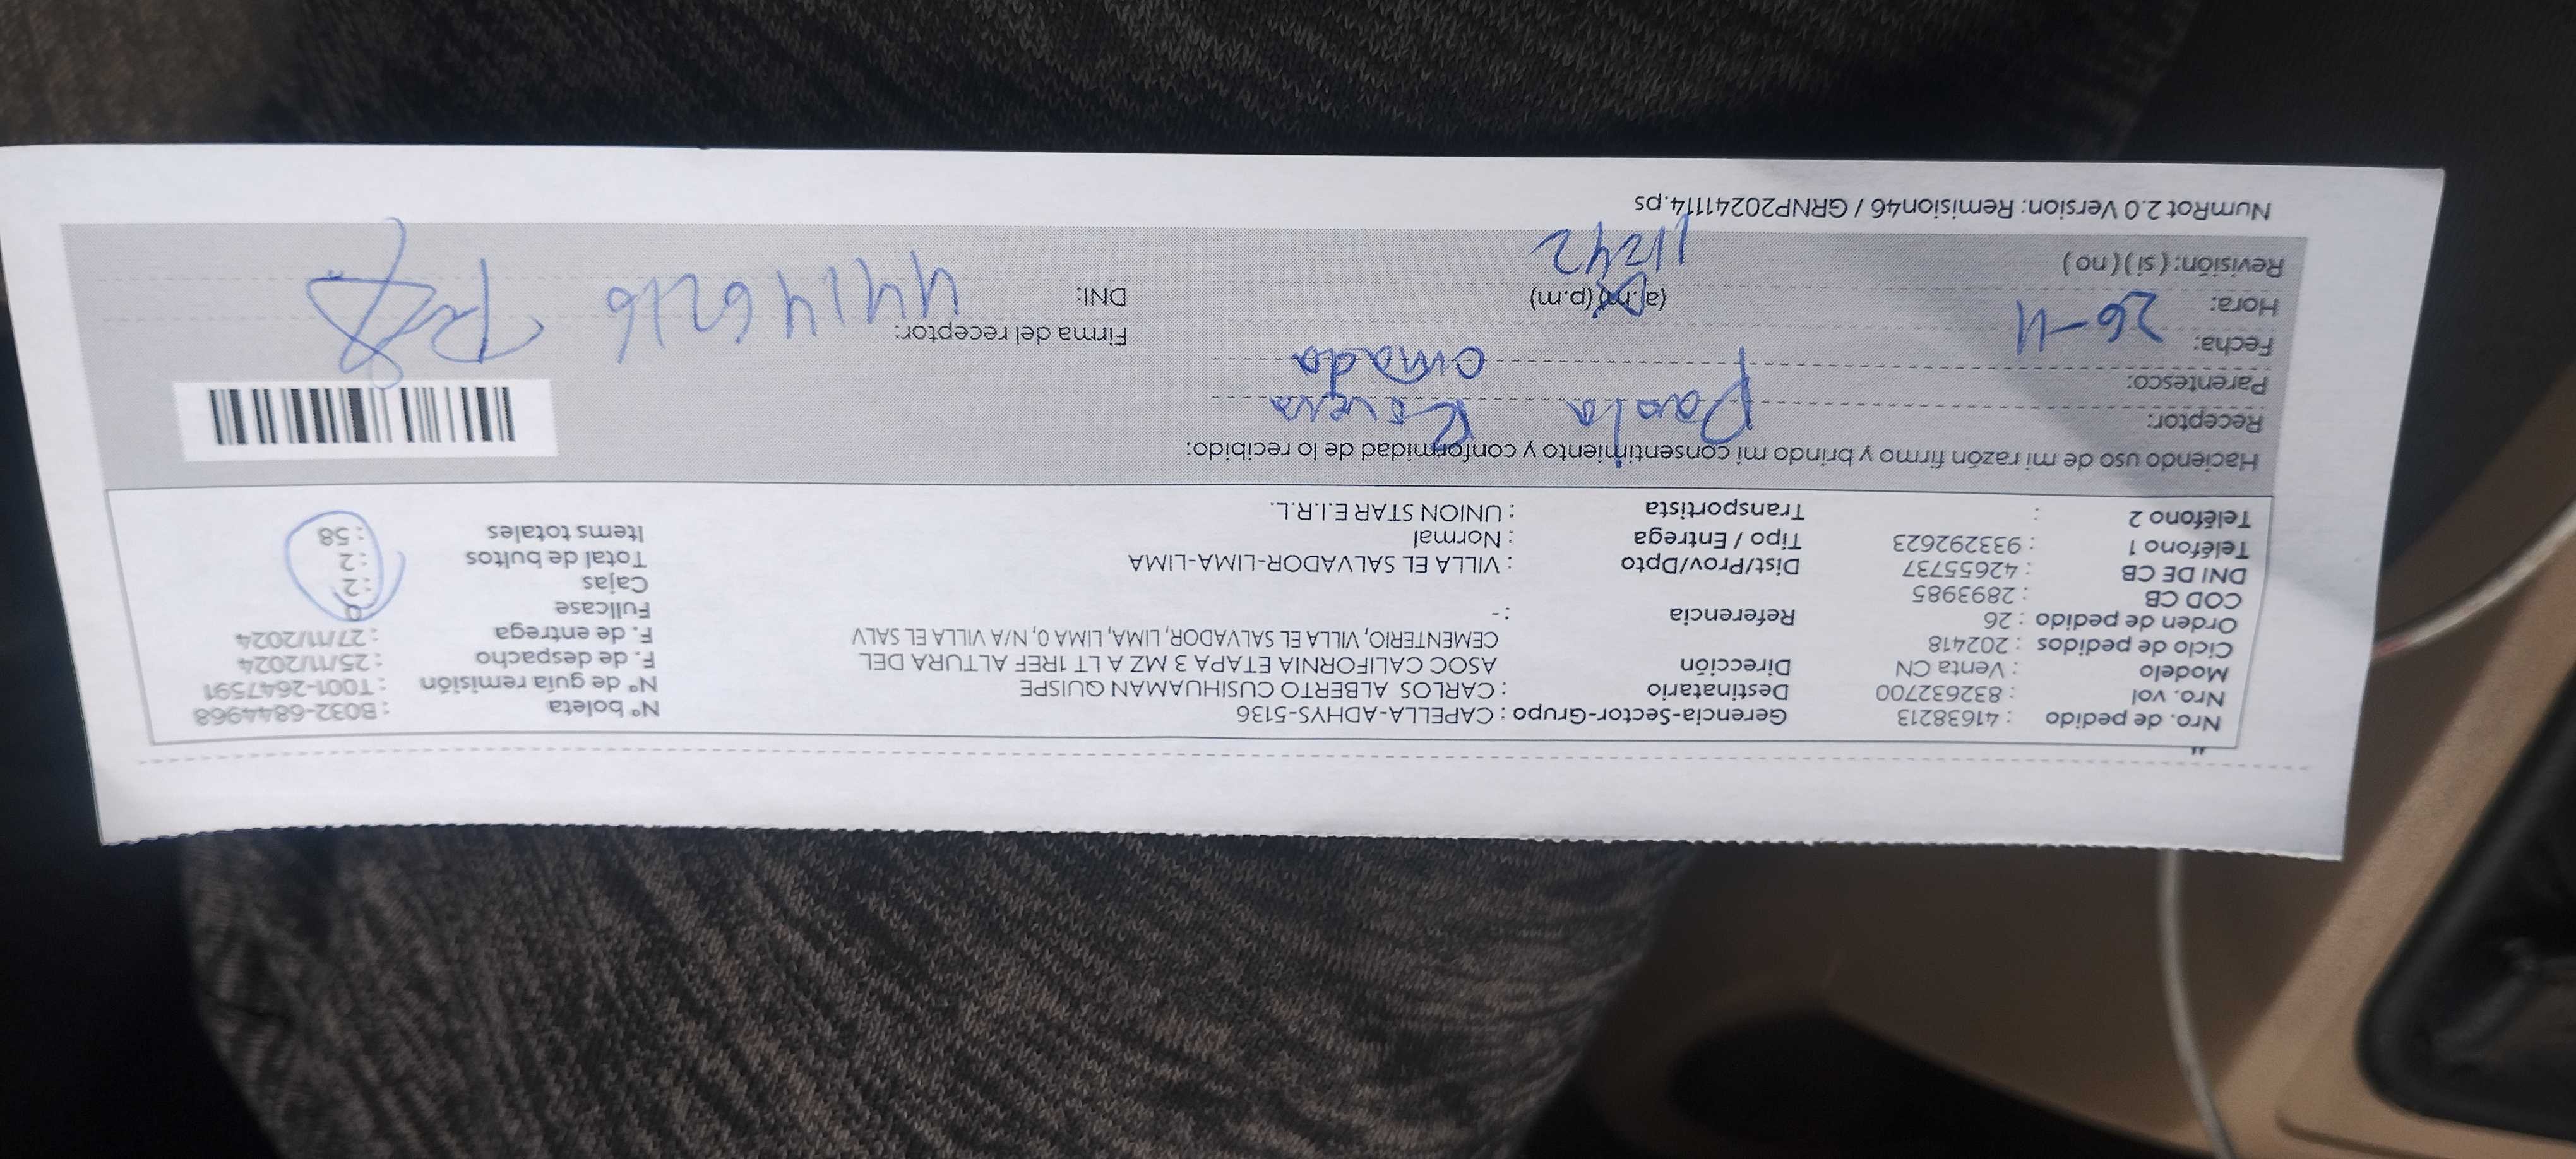 Nro. de pedido : 41638213 Gerencia-Sector-Grupo : CAPELLA-ADHYS-5136 Nº boleta : B032-6844968
Nro. vol : 832632700 Destinatario : CARLOS ALBERTO CUSIHUAMAN QUISPE Nº de guía remisión : T001-2647591
Modelo : Venta CN Dirección ASOC CALIFORNIA ETAPA 3 MZ A LT 1REF ALTURA DEL F. de despacho : 25/11/2024
Ciclo de pedidos : 202418 CEMENTERIO, VILLA EL SALVADOR, LIMA, LIMA 0, N/A VILLA EL SALV F. de entrega : 27/11/2024
Orden de pedido : 26 Referencia : - Fullcase 0
COD CB : 2893985 Cajas : 2
DNI DE CB : 42655737 Dist/Prov/Dpto : VILLA EL SALVADOR-LIMA-LIMA Total de bultos : 2
Teléfono 1 : 933292623 Tipo / Entrega : Normal Items totales : 58
Teléfono 2 : Transportista : UNION STAR E.I.R.L.
Haciendo uso de mi razón firmo y brindo mi consentimiento y conformidad de lo recibido:
Receptor: Paola Rivera
Parentesco: cuñada
Fecha: 26-11 Firma del receptor:
Hora: (a.m) (p.m) DNI: 44146216
Revisión: ( si ) ( no ) 11242
NumRot 2.0 Version: Remision46 / GRNP20241114.ps